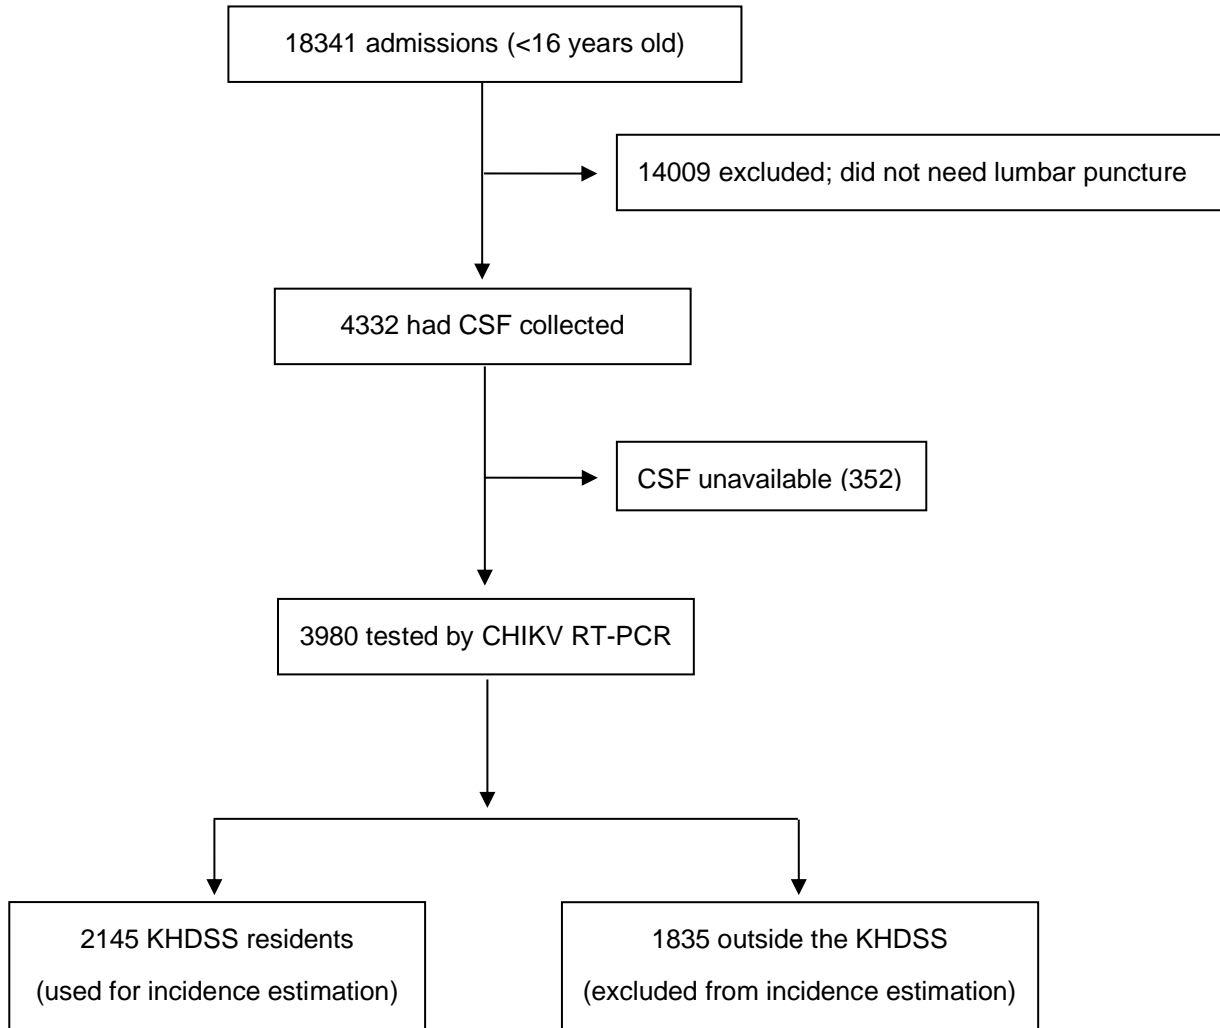 18341 admissions (<16 years old)
14009 excluded; did not need lumbar puncture
4332 had CSF collected
CSF unavailable (352)
3980 tested by CHIKV RT-PCR
2145 KHDSS residents
(used for incidence estimation)
1835 outside the KHDSS
(excluded from incidence estimation)